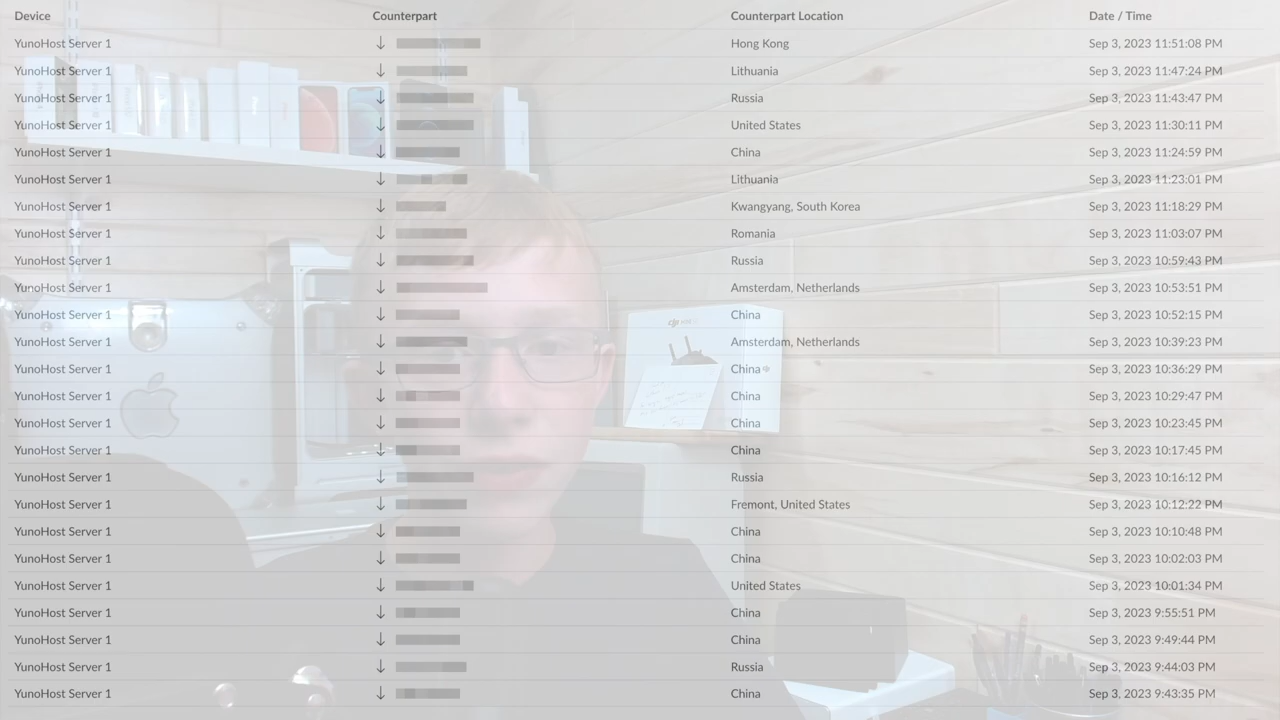 Device Counterpart Counterpart Location Date / Time
YunoHost Server 1 Hong Kong Sep 3, 2023 11:51:08 PM
YunoHost Server 1 Lithuania Sep 3, 2023 11:47:24 PM
YunoHost Server 1 Russia Sep 3, 2023 11:43:47 PM
YunoHost Server 1 United States Sep 3, 2023 11:30:11 PM
YunoHost Server 1 China Sep 3, 2023 11:24:59 PM
YunoHost Server 1 Lithuania Sep 3, 2023 11:23:01 PM
YunoHost Server 1 Kwangyang, South Korea Sep 3, 2023 11:18:29 PM
YunoHost Server 1 Romania Sep 3, 2023 11:03:07 PM
YunoHost Server 1 Russia Sep 3, 2023 10:59:43 PM
YunoHost Server 1 Amsterdam, Netherlands Sep 3, 2023 10:53:51 PM
YunoHost Server 1 China Sep 3, 2023 10:52:15 PM
dji
YunoHost Server 1 Amsterdam, Netherlands Sep 3, 2023 10:39:23 PM
YunoHost Server 1 China Sep 3, 2023 10:36:29 PM
YunoHost Server 1 China Sep 3, 2023 10:29:47 PM
YunoHost Server 1 China Sep 3, 2023 10:23:45 PM
YunoHost Server 1 China Sep 3, 2023 10:17:45 PM
YunoHost Server 1 Russia Sep 3, 2023 10:16:12 PM
YunoHost Server 1 Fremont, United States Sep 3, 2023 10:12:22 PM
YunoHost Server 1 China Sep 3, 2023 10:10:48 PM
YunoHost Server 1 China Sep 3, 2023 10:02:03 PM
YunoHost Server 1 United States Sep 3, 2023 10:01:34 PM
YunoHost Server 1 China Sep 3, 2023 9:55:51 PM
YunoHost Server 1 China Sep 3, 2023 9:49:44 PM
YunoHost Server 1 Russia Sep 3, 2023 9:44:03 PM
YunoHost Server 1 China Sep 3, 2023 9:43:35 PM